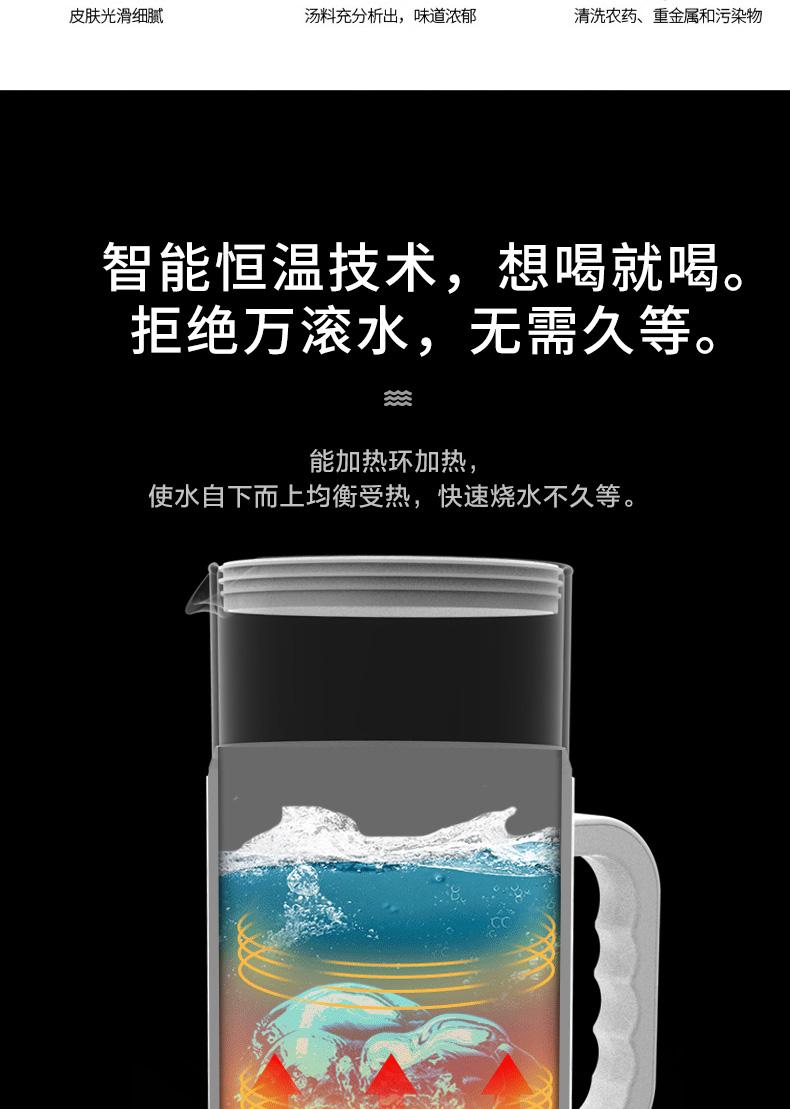 皮肤光滑细腻
汤料充分析出，味道浓郁
清洗农药、重金属和污染物
智能恒温技术，想喝就喝。
拒绝万滚水，无需久等。
能加热环加热，
使水自下而上均衡受热，快速烧水不久等。